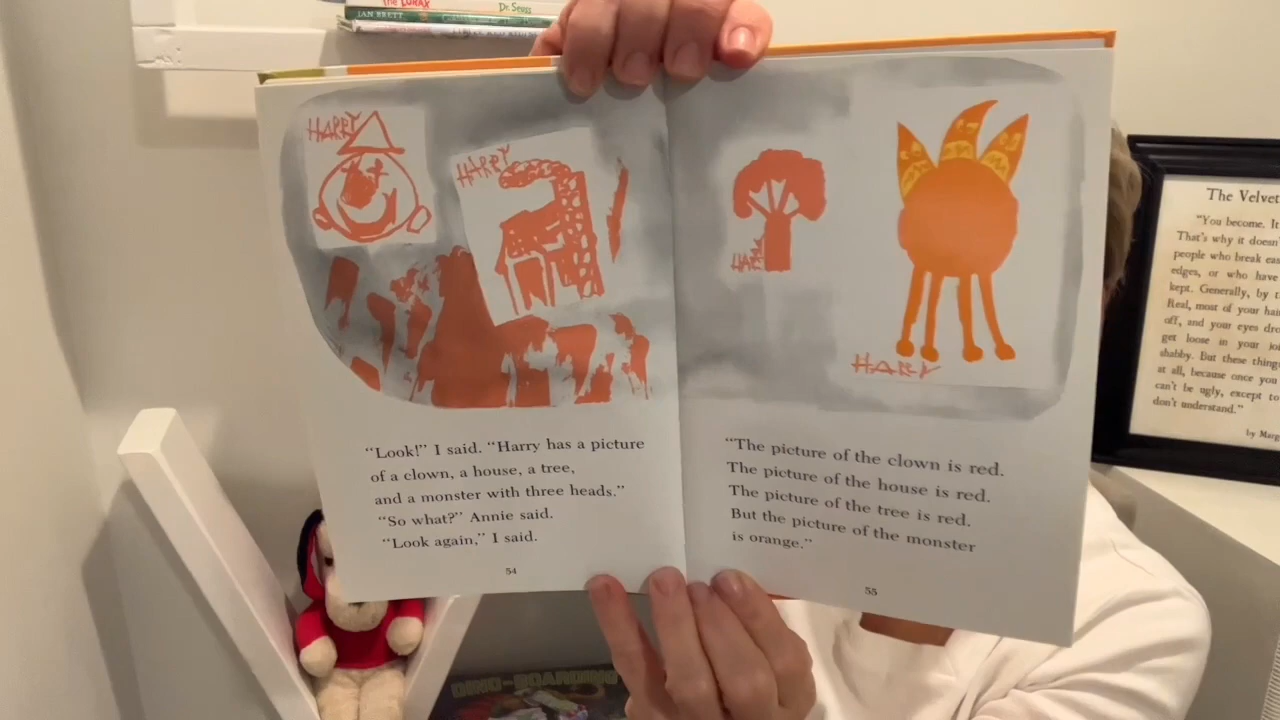 the LORAX
Dr. Seuss
JAN BRETT
HARRY
HARRY
HARRY
“Look!” I said. “Harry has a picture
of a clown, a house, a tree,
and a monster with three heads.”
“So what?” Annie said.
“Look again,” I said.
54
“The picture of the clown is red.
The picture of the house is red.
The picture of the tree is red.
But the picture of the monster
is orange.”
55
The Velvet
“You become. It
That's why it doesn
people who break eas
edges, or who have
kept. Generally, by t
Real, most of your hai
off, and your eyes dro
get loose in your joi
shabby. But these thing
at all, because once you
can't be ugly, except to
don't understand.”
by Marg